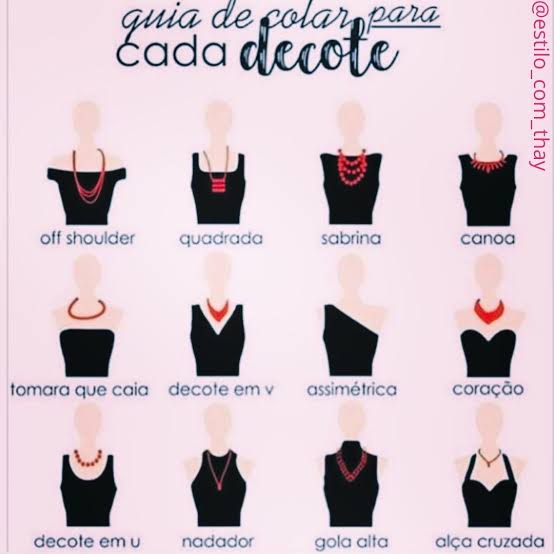 guia de colar para
cada decote
@estilo_com_thay
off shoulder
quadrada
sabrina
canoa
tomara que caia
decote em v
assimétrica
coração
decote em u
nadador
gola alta
alça cruzada